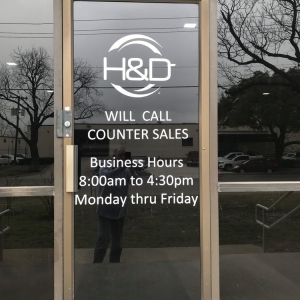 H&D
WILL CALL
COUNTER SALES
Business Hours
8:00am to 4:30pm
Monday thru Friday